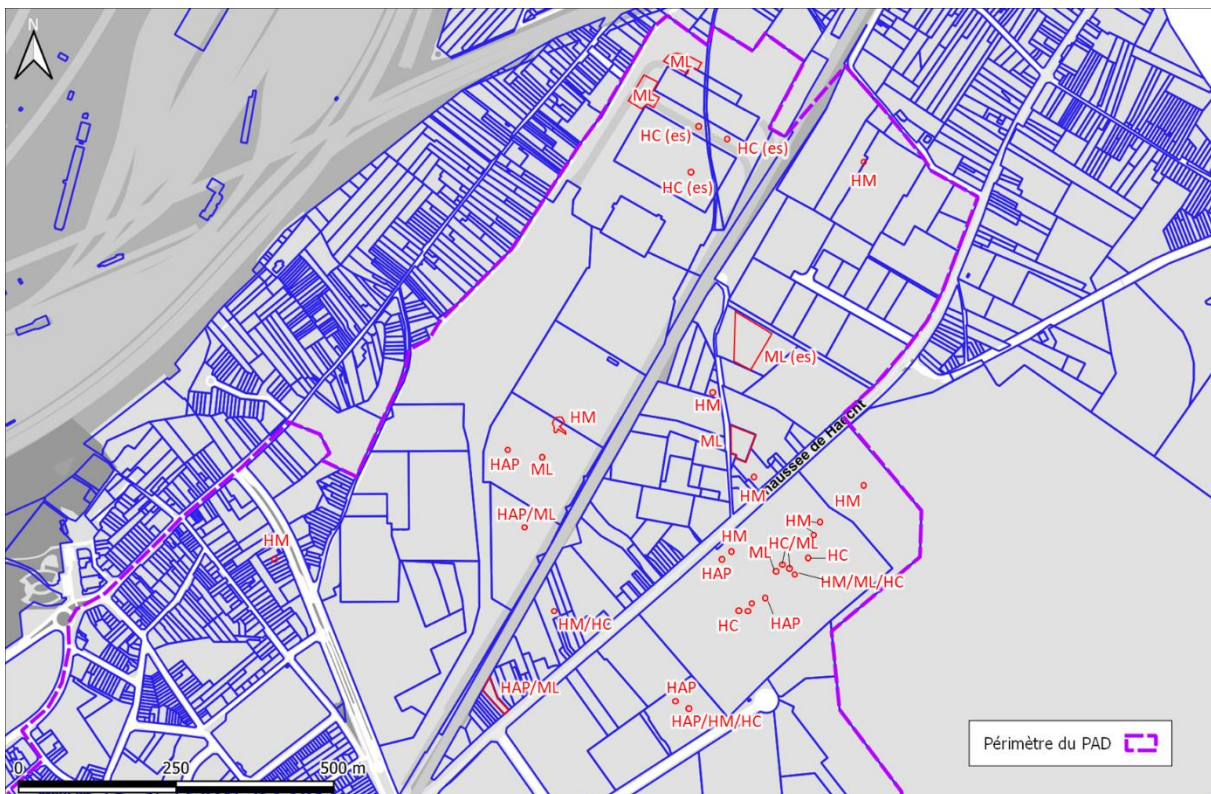 N
ML
ML
HC (es)
HC (es)
HM
HC (es)
ML (es)
HM
HM
ML
HAP
ML
haussée de Haecht
HM
HM
HAP/ML
HM
HM
HC/ML
HM
ML
HC
HAP
HM/ML/HC
HM/HC
HC
HAP
HAP/ML
HAP
HAP/HM/HC
Périmètre du PAD
0
250
500 m